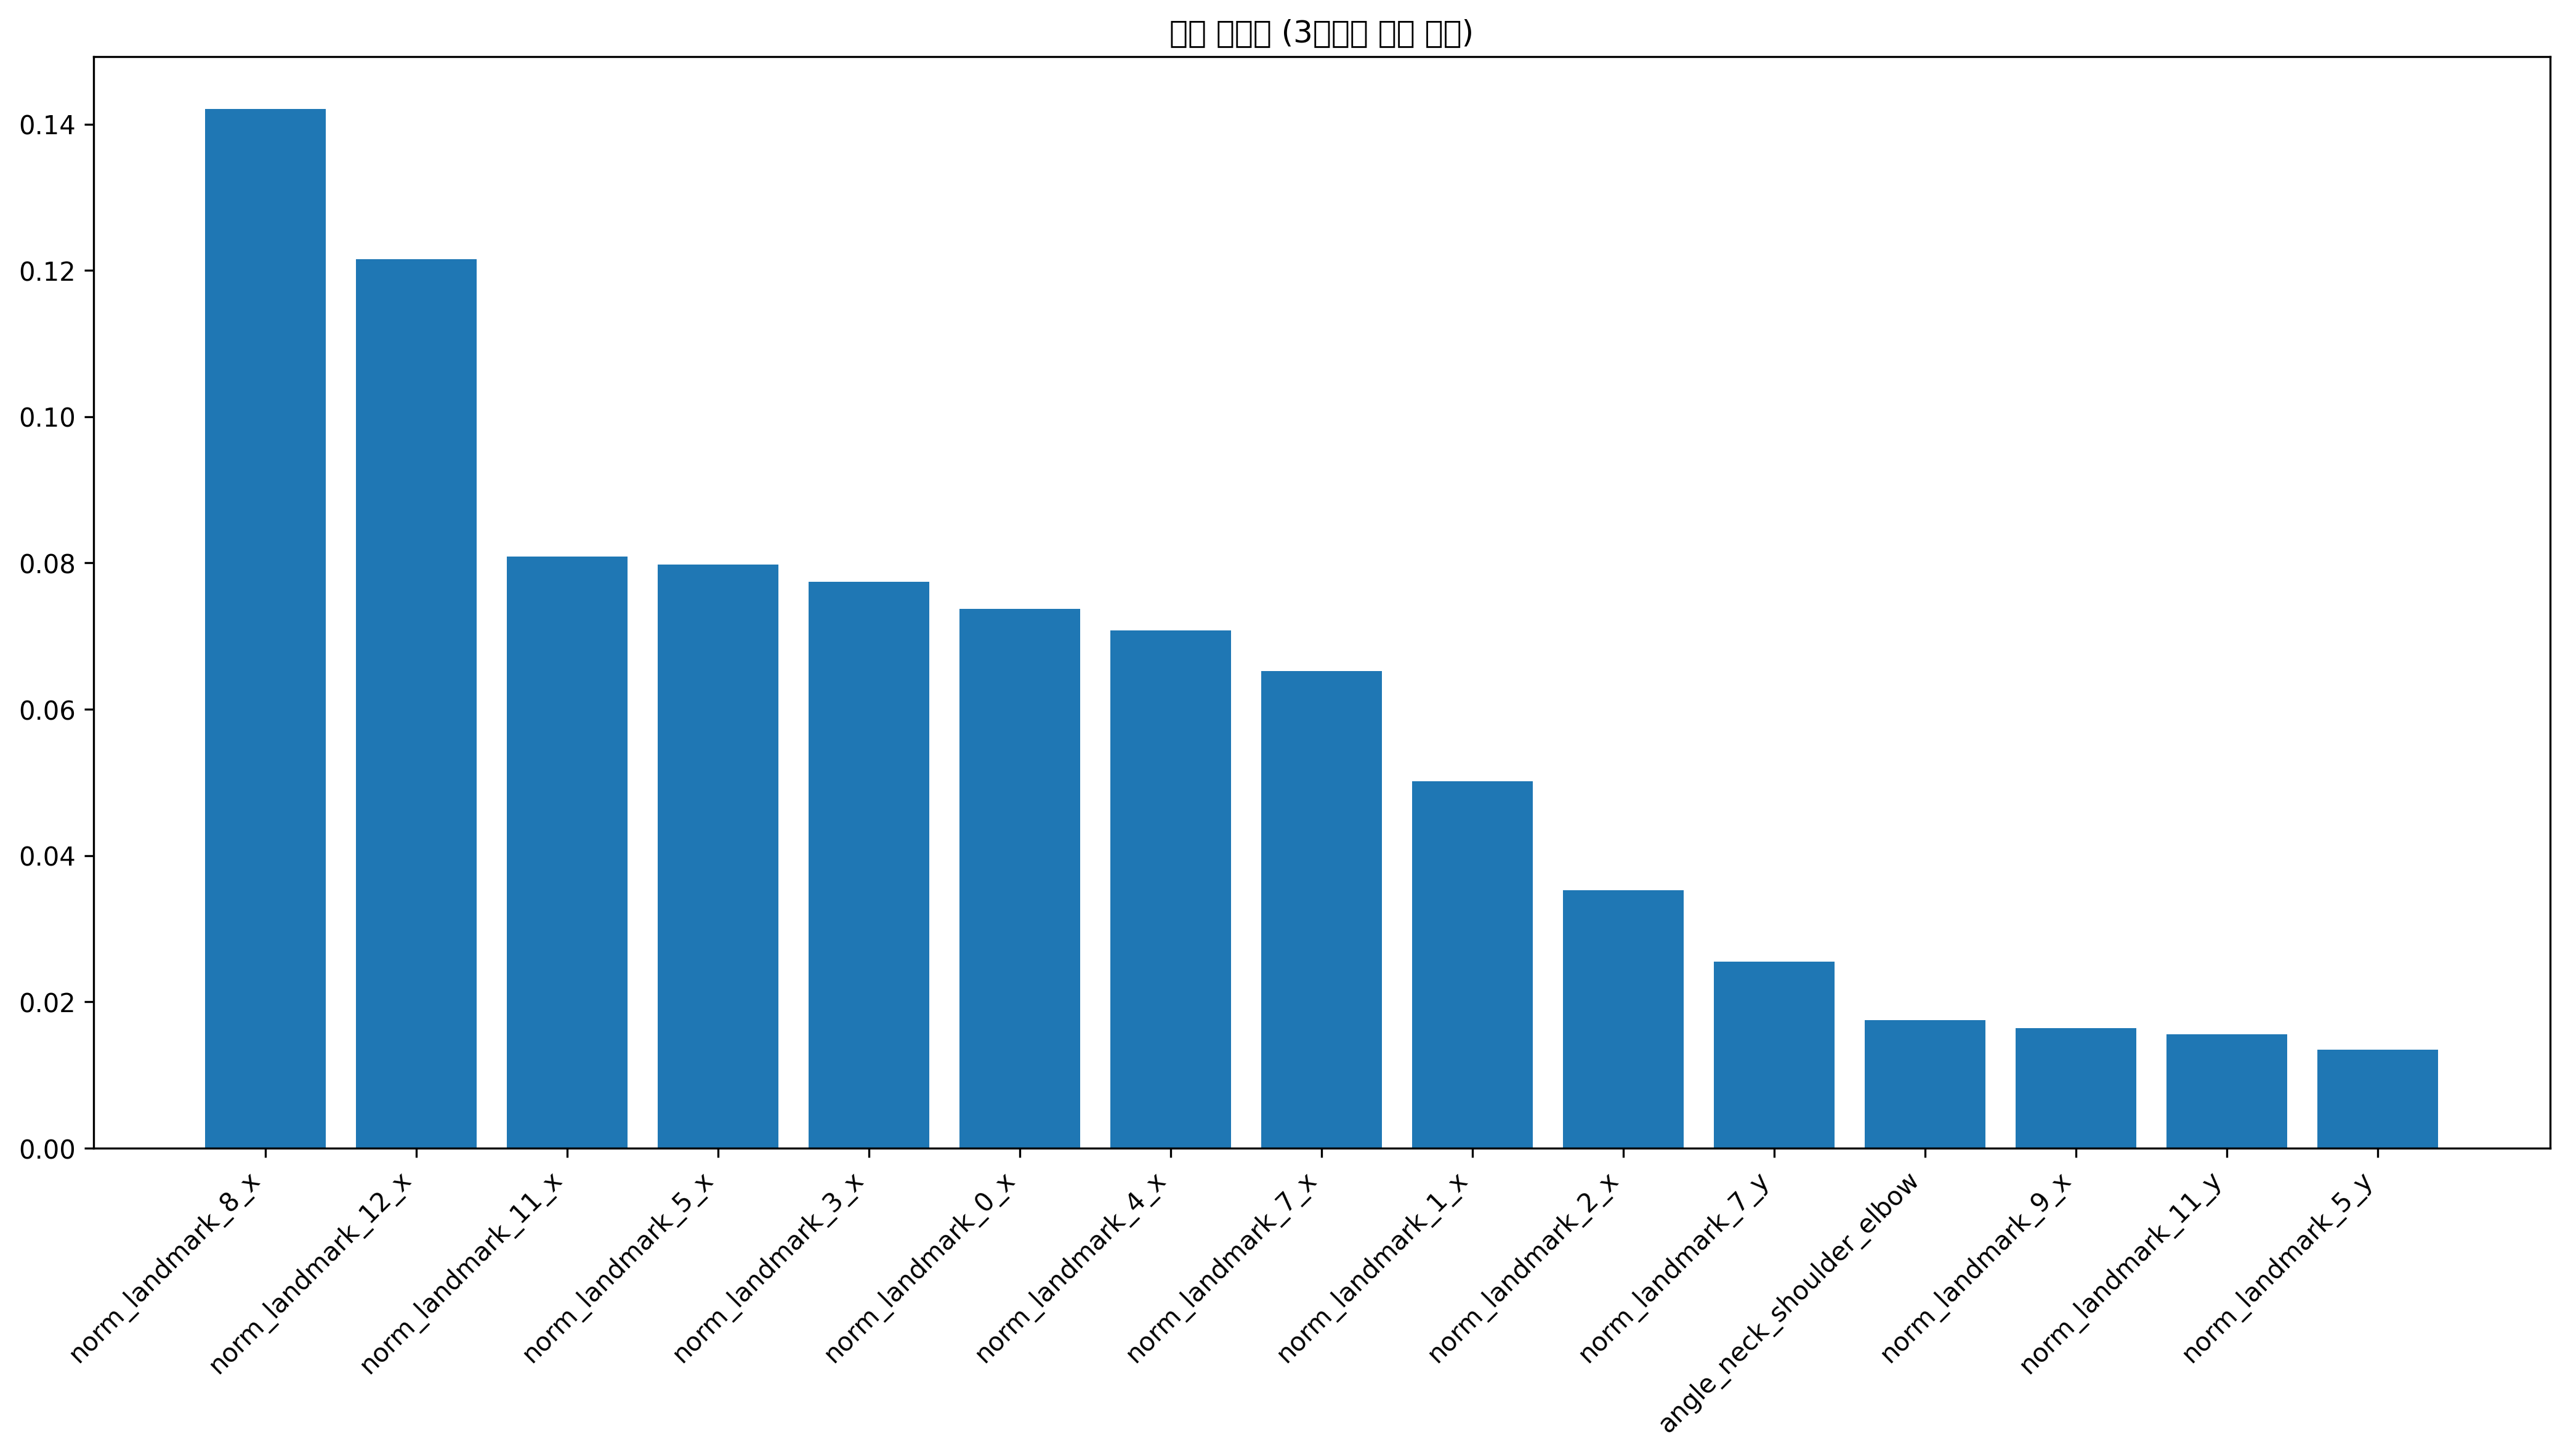 (3
)
0.14
0.12
0.10
0.08
0.06
0.04
0.02
0.00
norm_landmark_8_x
norm_landmark_12_x
norm_landmark_11_x
norm_landmark_5_x
norm_landmark_3_x
norm_landmark_0_x
norm_landmark_4_x
norm_landmark_7_x
norm_landmark_1_x
norm_landmark_2_x
norm_landmark_7_y
angle_neck_shoulder_elbow
norm_landmark_9_x
norm_landmark_11_y
norm_landmark_5_y